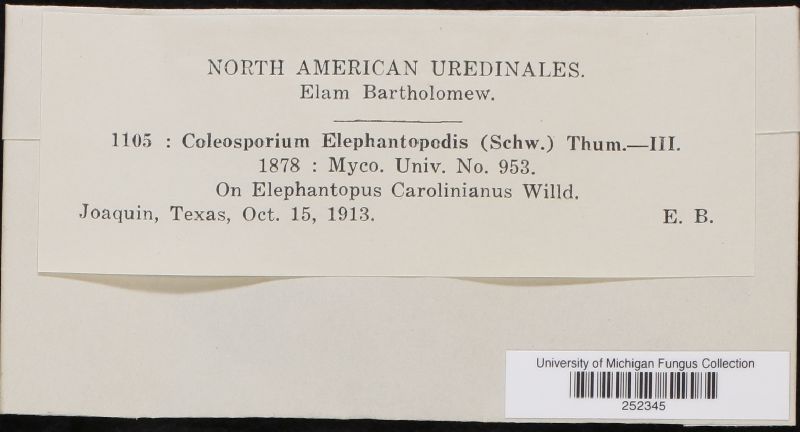 NORTH AMERICAN UREDINALES.
Elam Bartholomew.
1105 : Coleosporium Elephantopodis (Schw.) Thum.—III.
1878 : Myco. Univ. No. 953.
On Elephantopus Carolinianus Willd.
Joaquin, Texas, Oct. 15, 1913. E. B.
University of Michigan Fungus Collection
252345